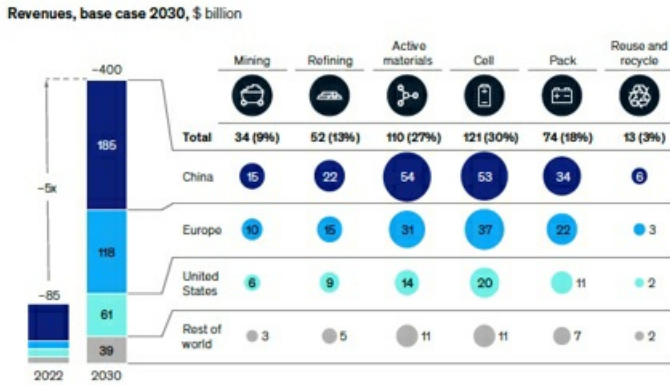 Revenues, base case 2030, $ billion
Mining Refining Active materials Cell Pack Reuse and recycle
~400
Total 34 (9%) 52 (13%) 110 (27%) 121 (30%) 74 (18%) 13 (3%)
185
China 15 22 54 53 34 6
~5x
Europe 10 15 31 37 22 3
118
United States 6 9 14 20 11 2
~85
61
Rest of world 3 5 11 11 7 2
39
2022 2030